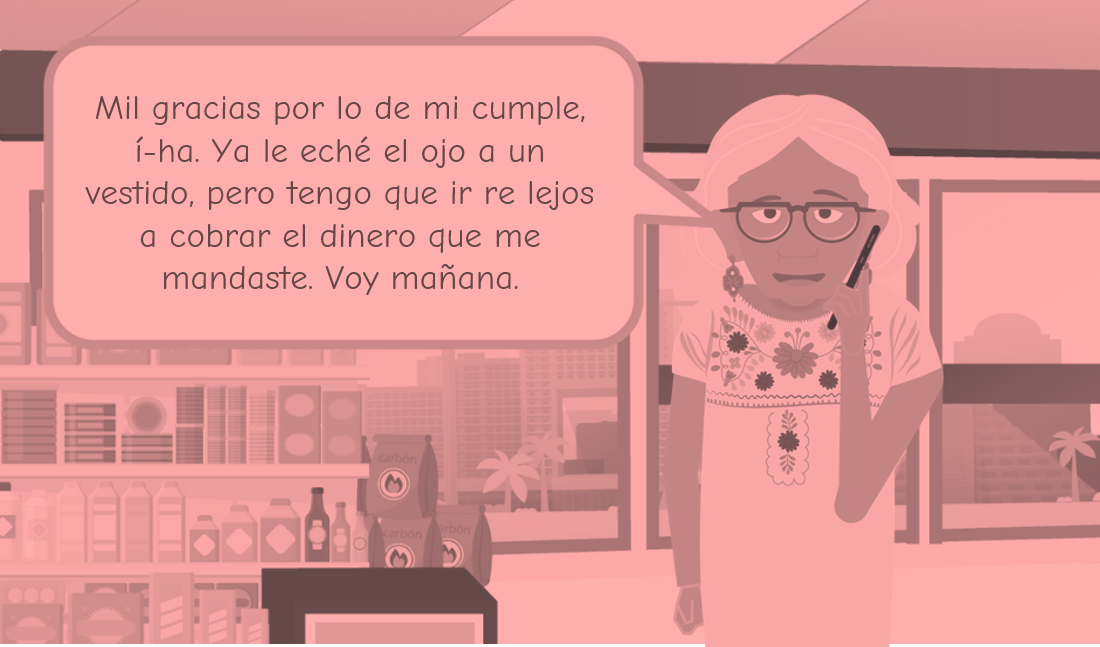 Mil gracias por lo de mi cumple,
í-ha. Ya le eché el ojo a un
vestido, pero tengo que ir re lejos
a cobrar el dinero que me
mandaste. Voy mañana.
carbón
carbón
carbón